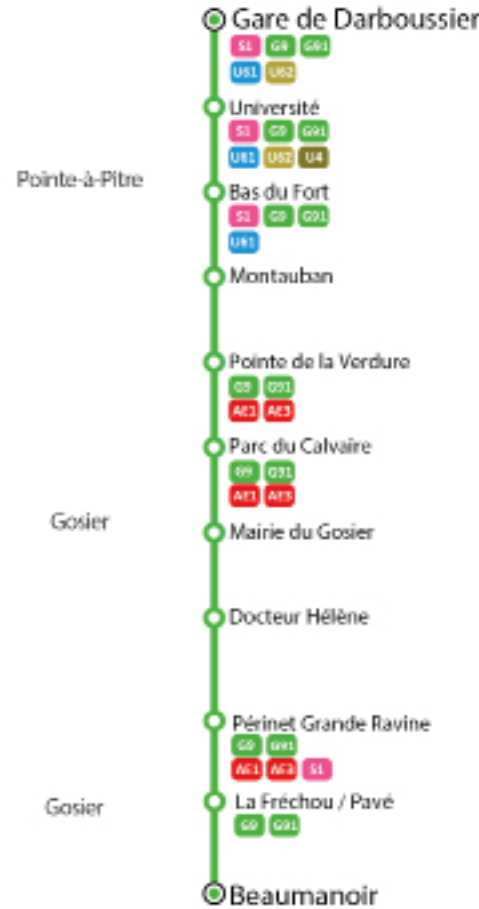 Gare de Darboussier
S1 G9 G91
U61 U62
Université
S1 G9 G91
U61 U62 U4
Pointe-à-Pitre
Bas du Fort
S1 G9 G91
U61
Montauban
Pointe de la Verdure
G9 G91
AE1 AE3
Parc du Calvaire
G9 G91
AE1 AE3
Gosier
Mairie du Gosier
Docteur Hélène
Périnet Grande Ravine
G9 G91
AE1 AE3 S1
Gosier
La Fréchou / Pavé
G9 G91
Beaumanoir